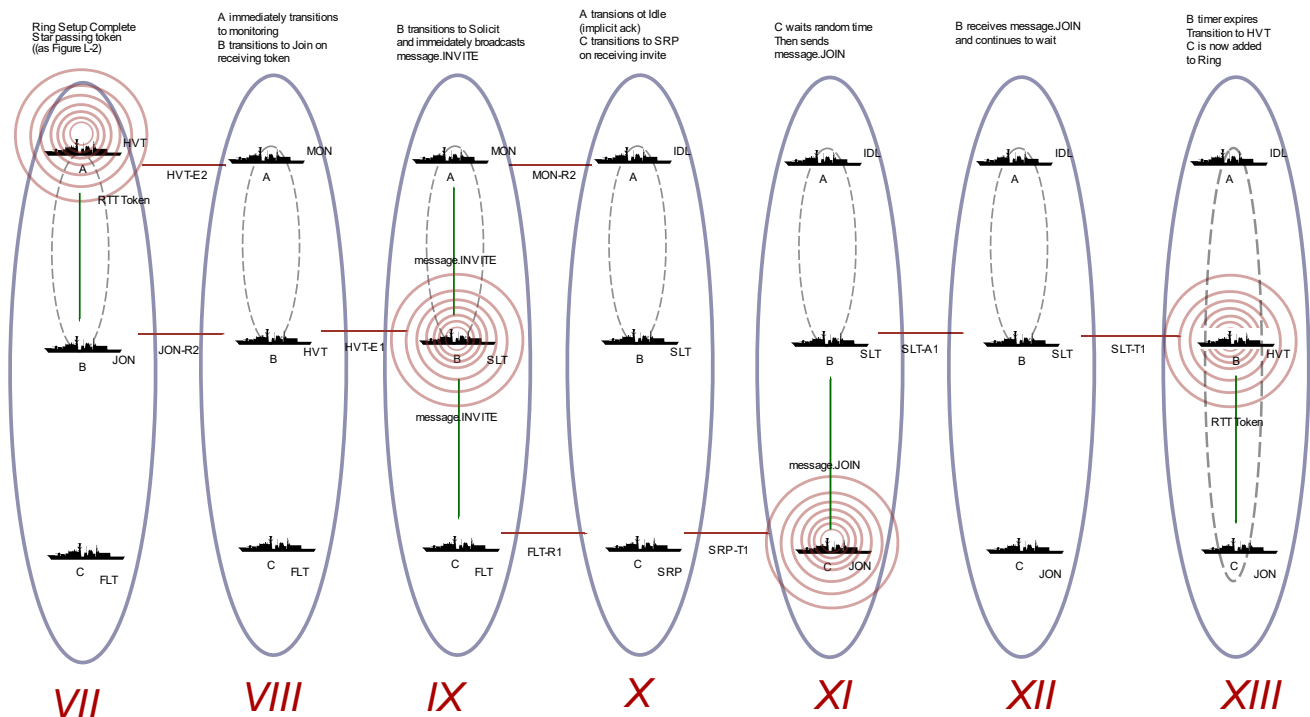 Ring Setup Complete
Star passing token
((as Figure L-2)
A immediately transitions
to monitoring
B transitions to Join on
receiving token
B transitions to Solicit
and immeidately broadcasts
message.INVITE
A transions ot Idle
(implicit ack)
C transitions to SRP
on receiving invite
C waits random time
Then sends
message.JOIN
B receives message.JOIN
and continues to wait
B timer expires
Transition to HVT
C is now added
to Ring
HVT
A
RTT Token
B
JON
C
FLT
HVT-E2
JON-R2
MON
A
B
HVT
C
FLT
HVT-E1
MON
A
message.INVITE
B
SLT
message.INVITE
C
FLT
MON-R2
FLT-R1
IDL
A
B
SLT
C
SRP
SRP-T1
IDL
A
B
SLT
message.JOIN
C
JON
SLT-A1
IDL
A
B
SLT
C
JON
SLT-T1
IDL
A
B
HVT
RTT Token
C
JON
VII
VIII
IX
X
XI
XII
XIII